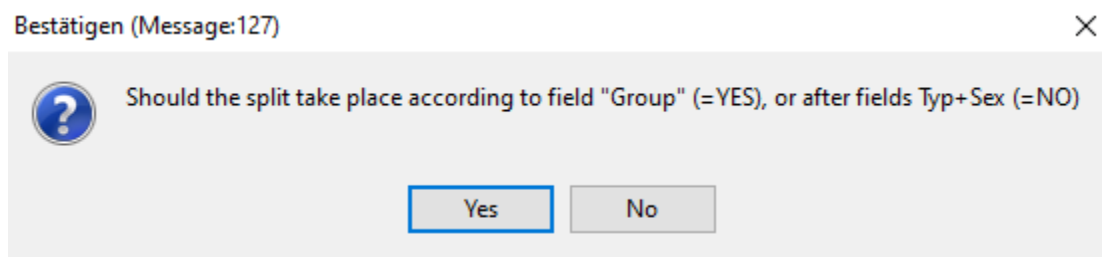 Bestätigen (Message:127)
Should the split take place according to field "Group" (=YES), or after fields Typ+Sex (=NO)
Yes
No